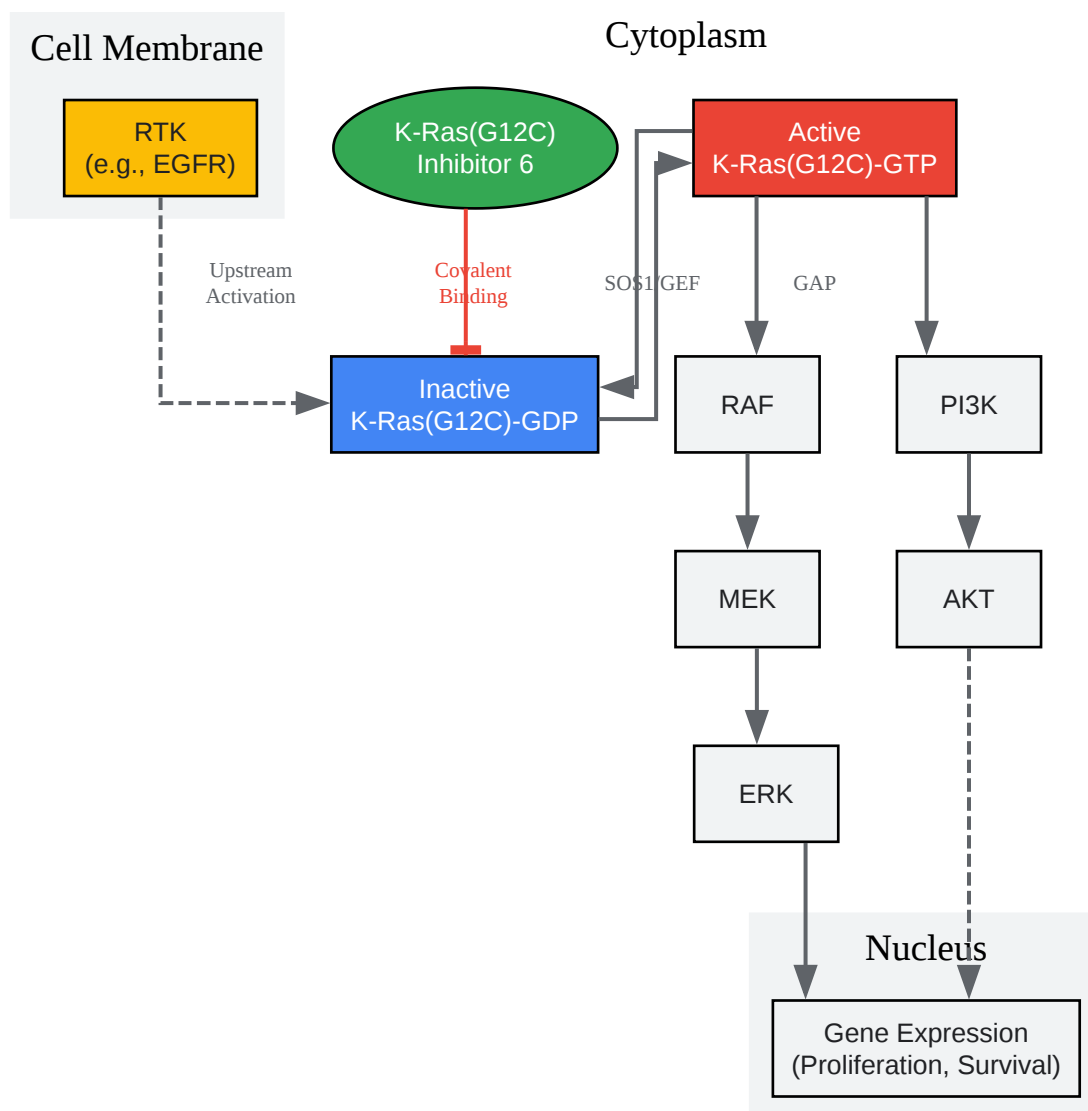 Cell Membrane
Cytoplasm
RTK
(e.g., EGFR)
K-Ras(G12C)
Inhibitor 6
Active
K-Ras(G12C)-GTP
Upstream
Activation
Covalent
Binding
SOS1/GEF
GAP
Inactive
K-Ras(G12C)-GDP
RAF
PI3K
MEK
AKT
ERK
Nucleus
Gene Expression
(Proliferation, Survival)